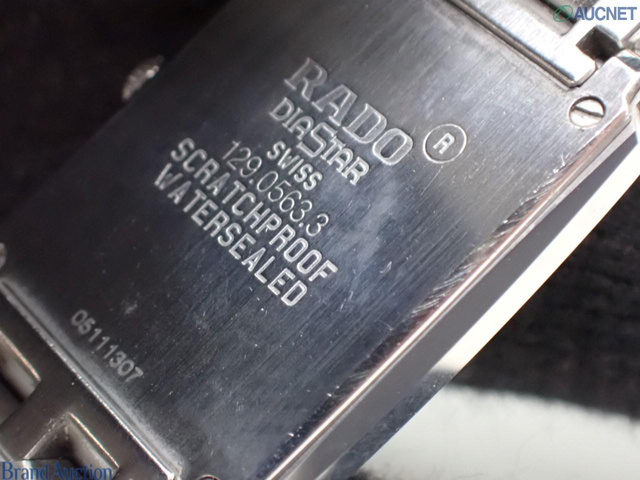 AUCNET
RADO ®
DIASTAR
SWISS
129.0563.3
SCRATCHPROOF
WATERSEALED
05111307
Brand Auction